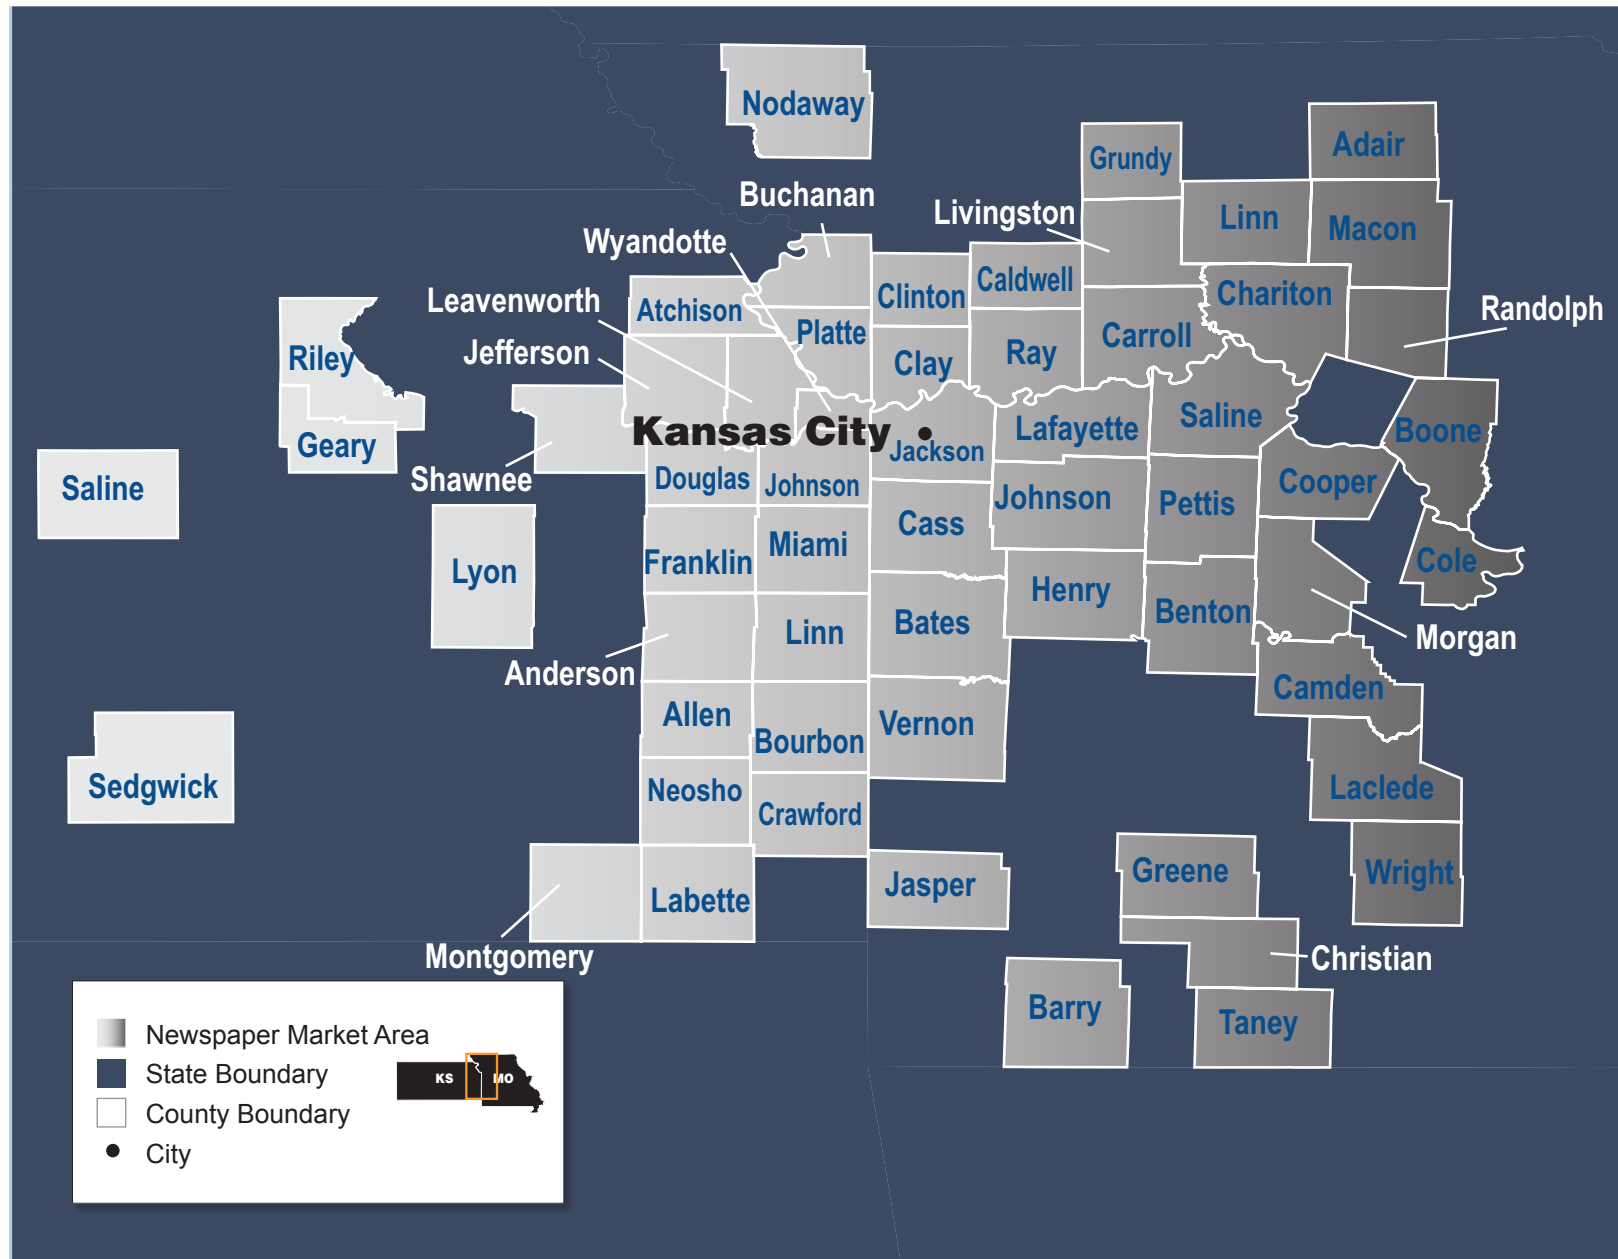 Nodaway
Adair
Grundy
Buchanan
Livingston
Linn
Macon
Wyandotte
Caldwell
Clinton
Chariton
Leavenworth
Atchison
Randolph
Platte
Carroll
Jefferson
Riley
Clay
Ray
Saline
Kansas City
Lafayette
Boone
Geary
Jackson
Shawnee
Douglas
Johnson
Cooper
Saline
Johnson
Pettis
Cass
Miami
Franklin
Lyon
Cole
Henry
Benton
Linn
Bates
Morgan
Anderson
Camden
Allen
Vernon
Bourbon
Sedgwick
Neosho
Laclede
Crawford
Greene
Wright
Jasper
Labette
Montgomery
Christian
Barry
Taney
Newspaper Market Area
State Boundary
County Boundary
City
KS
MO